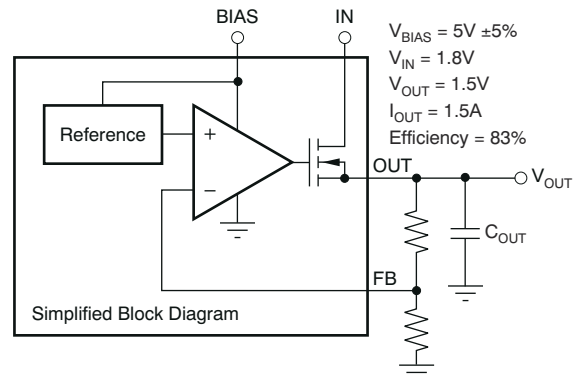 BIAS
IN
V_BIAS = 5V ±5%
V_IN = 1.8V
V_OUT = 1.5V
I_OUT = 1.5A
Efficiency = 83%
Reference
+
−
OUT
V_OUT
C_OUT
FB
Simplified Block Diagram